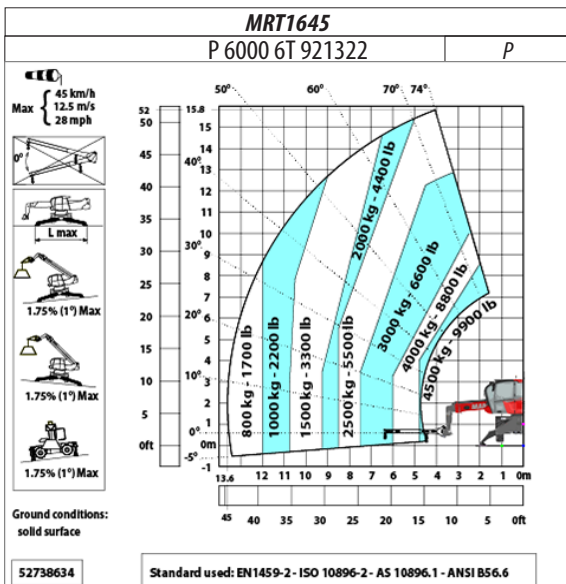 MRT1645
P 6000 6T 921322
P
Max { 45 km/h
12.5 m/s
28 mph
0°
L max
1.75% (1°) Max
1.75% (1°) Max
1.75% (1°) Max
Ground conditions:
solid surface
52738634
50° 60° 70° 74°
52 15.8
50 15
14
45 13
40° 12
40 11
35 10
9
30° 30 8
25 7
20° 20 6
5
15 4
10° 10 3
2
5 1
0° 0ft 0m
-5° -1
800 kg - 1700 lb
1000 kg - 2200 lb
1500 kg - 3300 lb
2000 kg - 4400 lb
2500 kg - 5500 lb
3000 kg - 6600 lb
4000 kg - 8800 lb
4500 kg - 9900 lb
13.6 12 11 10 9 8 7 6 5 4 3 2 1 0m
45 40 35 30 25 20 15 10 5 0ft
Standard used: EN1459-2 - ISO 10896-2 - AS 10896.1 - ANSI B56.6